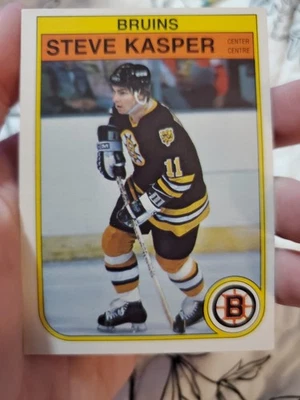 BRUINS
STEVE KASPER CENTER
CENTRE
11
B